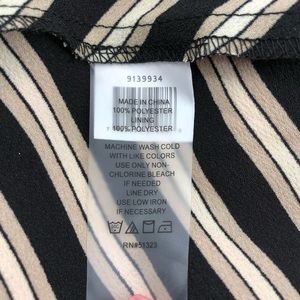 9139934
MADE IN CHINA
100% POLYESTER
LINING
100% POLYESTER
MACHINE WASH COLD
WITH LIKE COLORS
USE ONLY NON-
CHLORINE BLEACH
IF NEEDED
LINE DRY
USE LOW IRON
IF NECESSARY
RN#51323